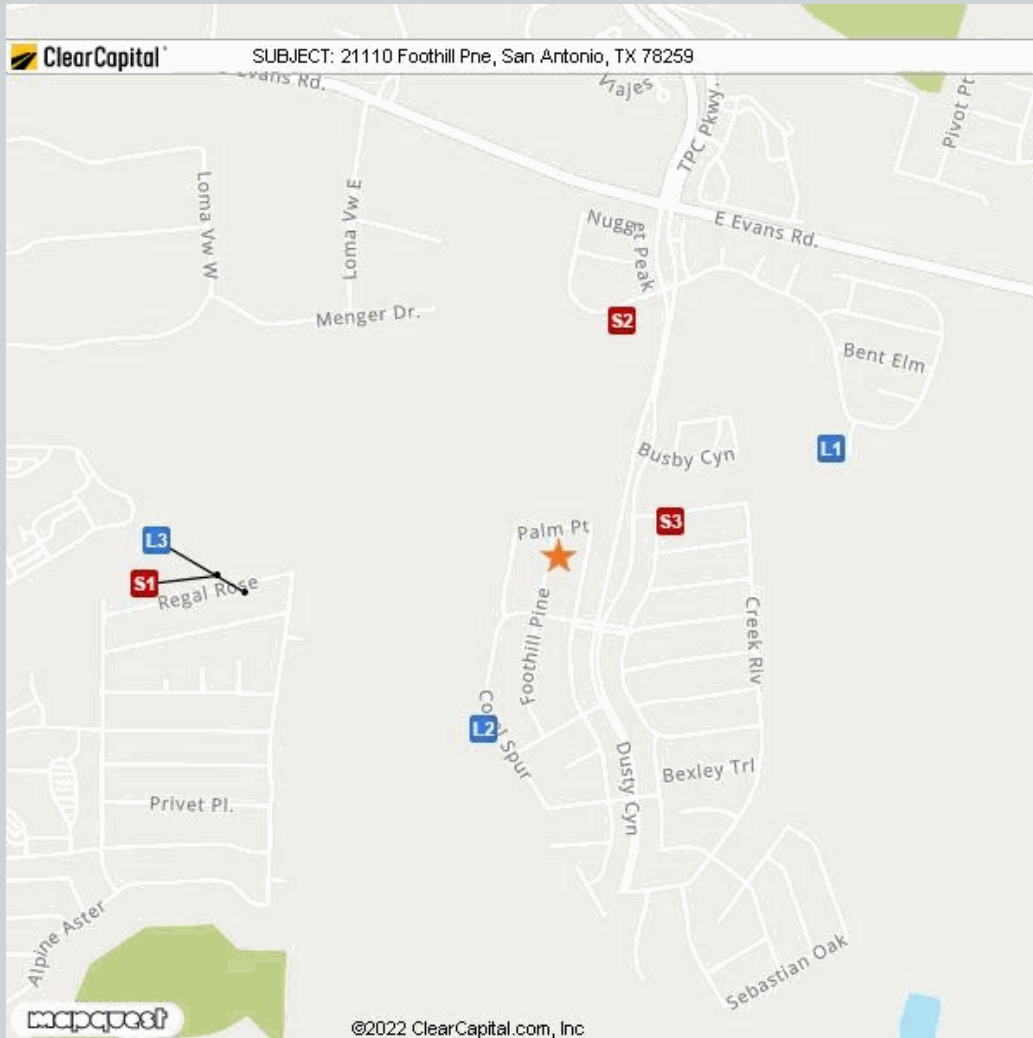 ClearCapital
SUBJECT: 21110 Foothill Pne, San Antonio, TX 78259
E Evans Rd.
Viajes
TPC Pkwy.
Pivot Pt
Loma Vw W
Loma Vw E
Nugget Peak
E Evans Rd.
Menger Dr.
S2
Bent Elm
L1
Busby Cyn
S3
Palm Pt
L3
S1
Regal Rose
Foothill Pine
Creek Riv
L2
Coral Spur
Dusty Cyn
Bexley Trl
Privet Pl.
Alpine Aster
Sebastian Oak
mapquest
©2022 ClearCapital.com, Inc